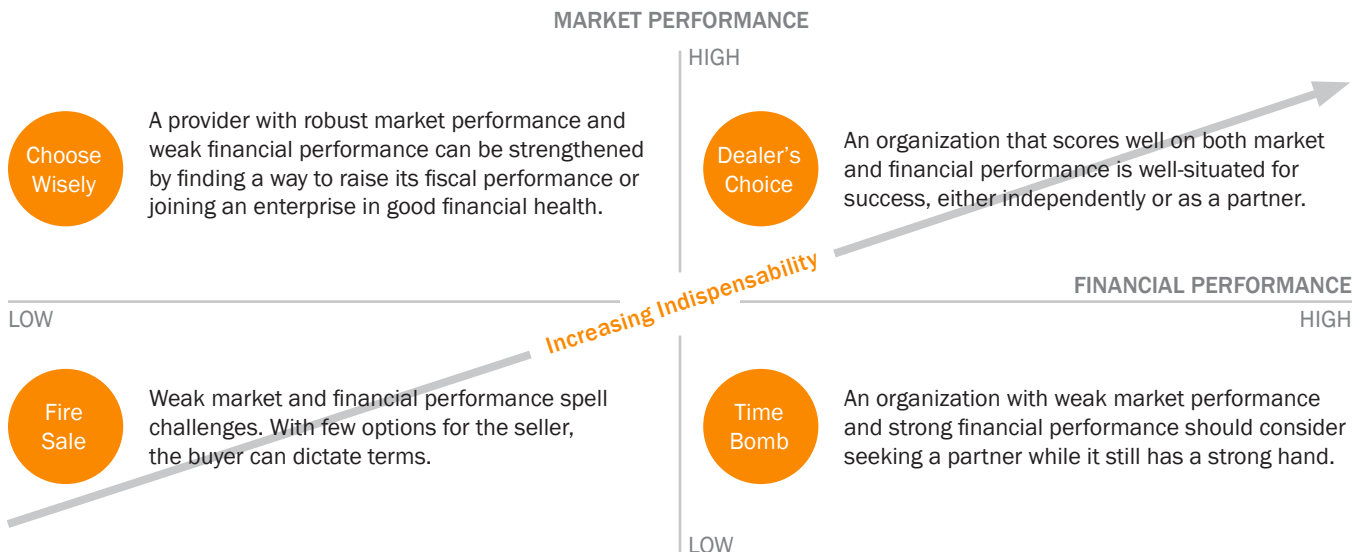 MARKET PERFORMANCE
HIGH
Choose
Wisely
A provider with robust market performance and
weak financial performance can be strengthened
by finding a way to raise its fiscal performance or
joining an enterprise in good financial health.
Dealer's
Choice
An organization that scores well on both market
and financial performance is well-situated for
success, either independently or as a partner.
Increasing Indispensability
FINANCIAL PERFORMANCE
LOW
HIGH
Fire
Sale
Weak market and financial performance spell
challenges. With few options for the seller,
the buyer can dictate terms.
Time
Bomb
An organization with weak market performance
and strong financial performance should consider
seeking a partner while it still has a strong hand.
LOW